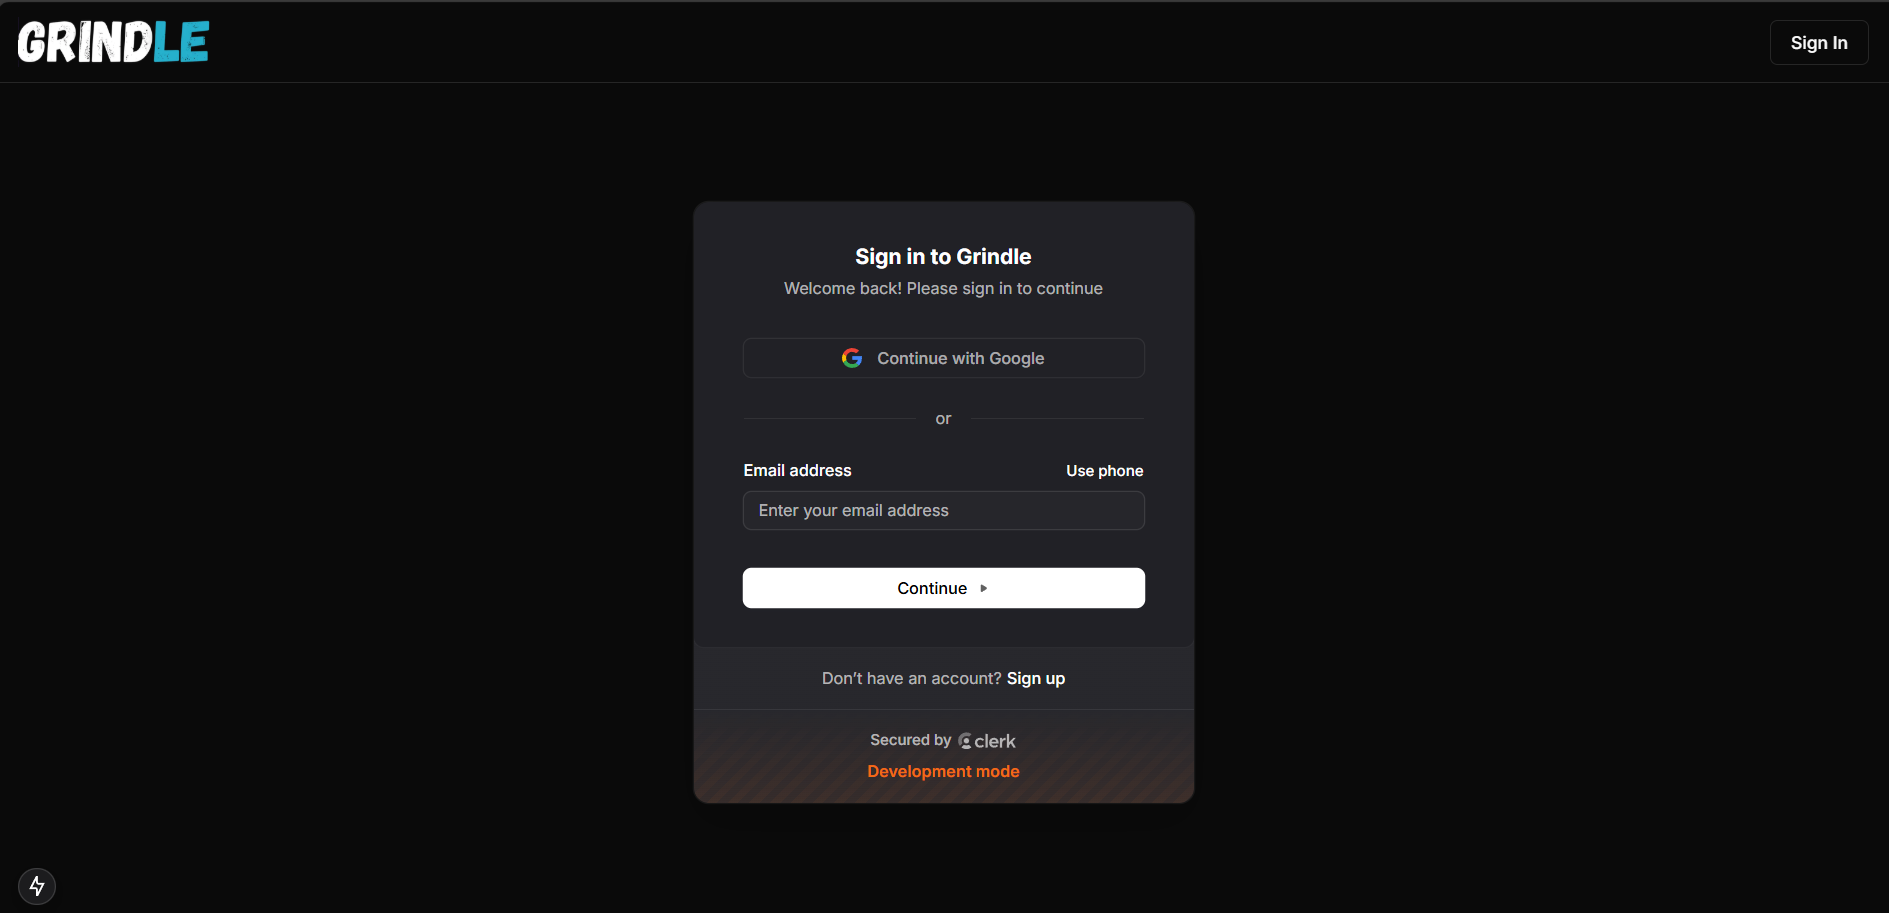 GRINDLE
Sign In
Sign in to Grindle
Welcome back! Please sign in to continue
Continue with Google
or
Email address
Use phone
Enter your email address
Continue
Don’t have an account? Sign up
Secured by clerk
Development mode